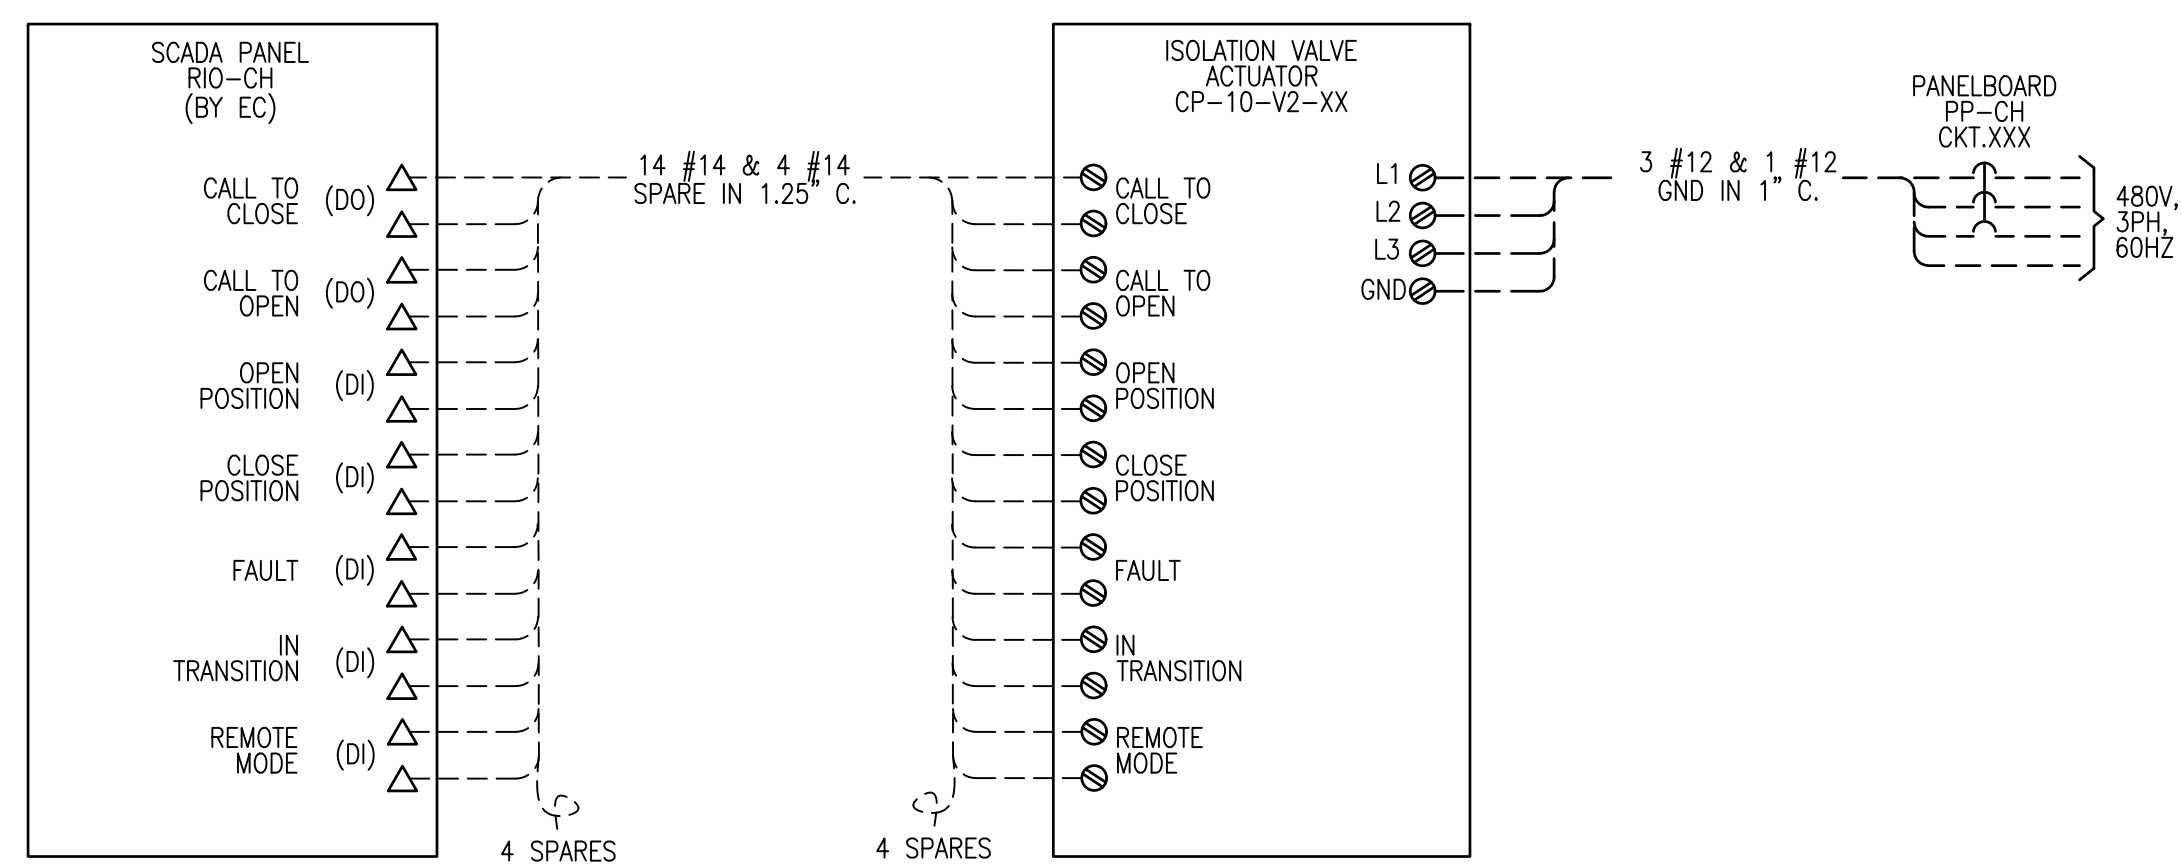 SCADA PANEL
RIO-CH
(BY EC)
CALL TO
CLOSE
(DO)
CALL TO
OPEN
(DO)
OPEN
POSITION
(DI)
CLOSE
POSITION
(DI)
FAULT
(DI)
IN
TRANSITION
(DI)
REMOTE
MODE
(DI)
14 #14 & 4 #14
SPARE IN 1.25" C.
4 SPARES
4 SPARES
ISOLATION VALVE
ACTUATOR
CP-10-V2-XX
CALL TO
CLOSE
CALL TO
OPEN
OPEN
POSITION
CLOSE
POSITION
FAULT
IN
TRANSITION
REMOTE
MODE
L1
L2
L3
GND
3 #12 & 1 #12
GND IN 1" C.
PANELBOARD
PP-CH
CKT.XXX
480V,
3PH,
60HZ